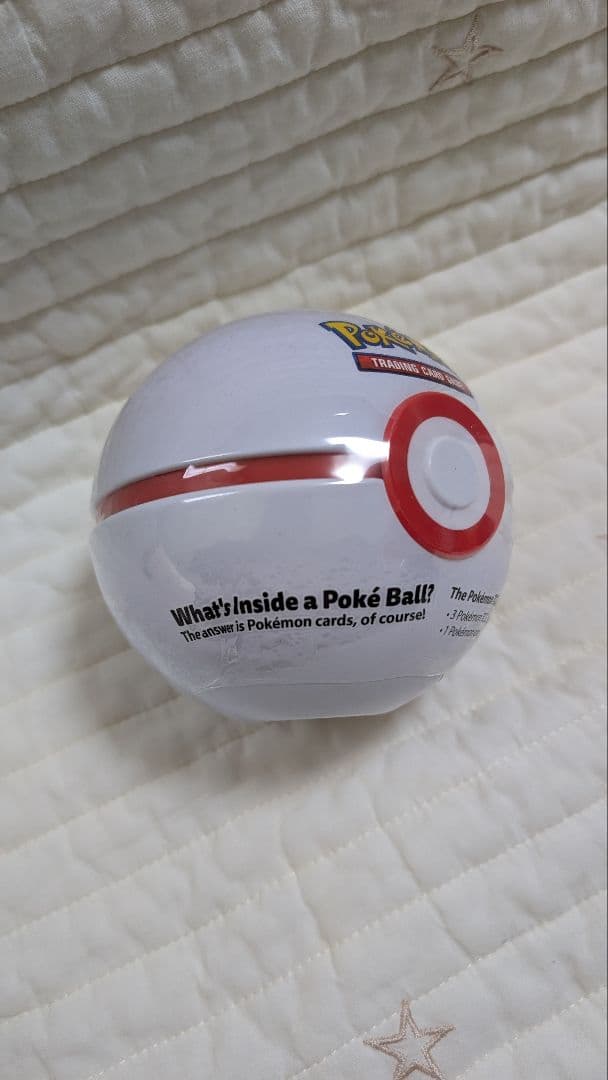 TRADING CARD GAME
What's Inside a Poké Ball?
The answer is Pokémon cards, of course!
The Pokémon
• 3 Pokémon
• 1 Pokémon